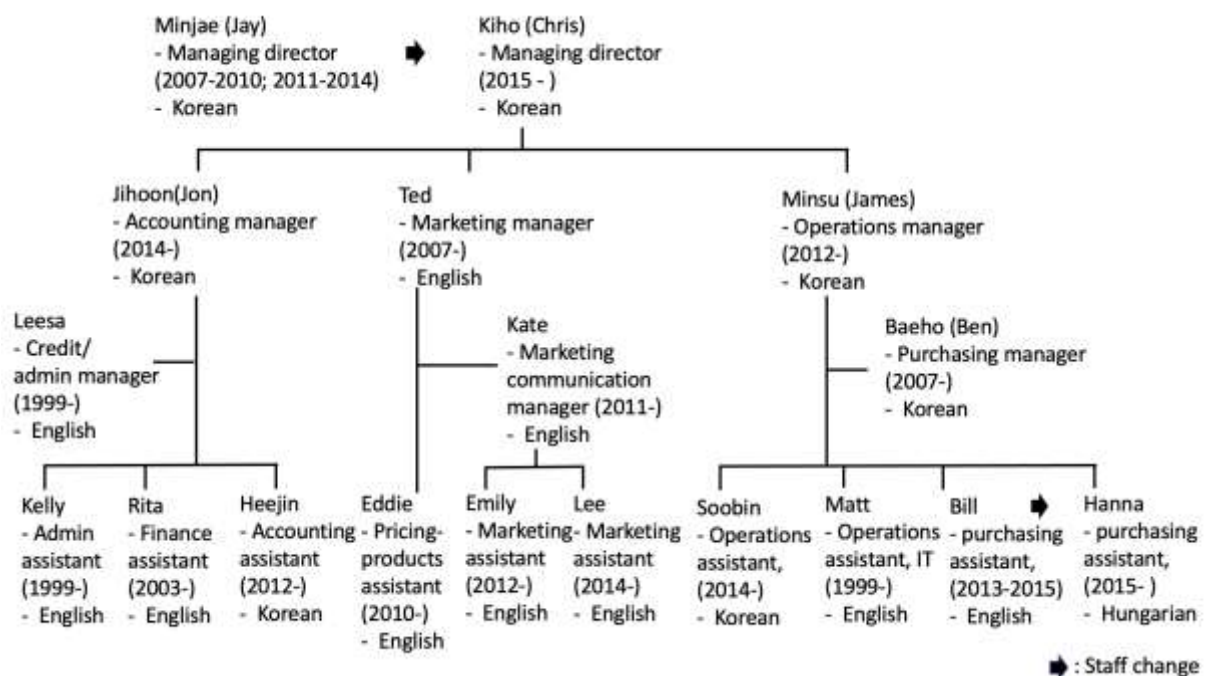 Minjae (Jay)
- Managing director
(2007-2010; 2011-2014)
- Korean
Kiho (Chris)
- Managing director
(2015 - )
- Korean
Jihoon(Jon)
- Accounting manager
(2014-)
- Korean
Ted
- Marketing manager
(2007-)
- English
Minsu (James)
- Operations manager
(2012-)
- Korean
Leesa
- Credit/
admin manager
(1999-)
- English
Kate
- Marketing
communication
manager (2011-)
- English
Baeho (Ben)
- Purchasing manager
(2007-)
- Korean
Kelly
- Admin
assistant
(1999-)
- English
Rita
- Finance
assistant
(2003-)
- English
Heejin
- Accounting
assistant
(2012-)
- Korean
Eddie
- Pricing-
products
assistant
(2010-)
- English
Emily
- Marketing
assistant
(2012-)
- English
Lee
- Marketing
assistant
(2014-)
- English
Soobin
- Operations
assistant,
(2014-)
- Korean
Matt
- Operations
assistant, IT
(1999-)
- English
Bill
- purchasing
assistant,
(2013-2015)
- English
Hanna
- purchasing
assistant,
(2015- )
- Hungarian
: Staff change